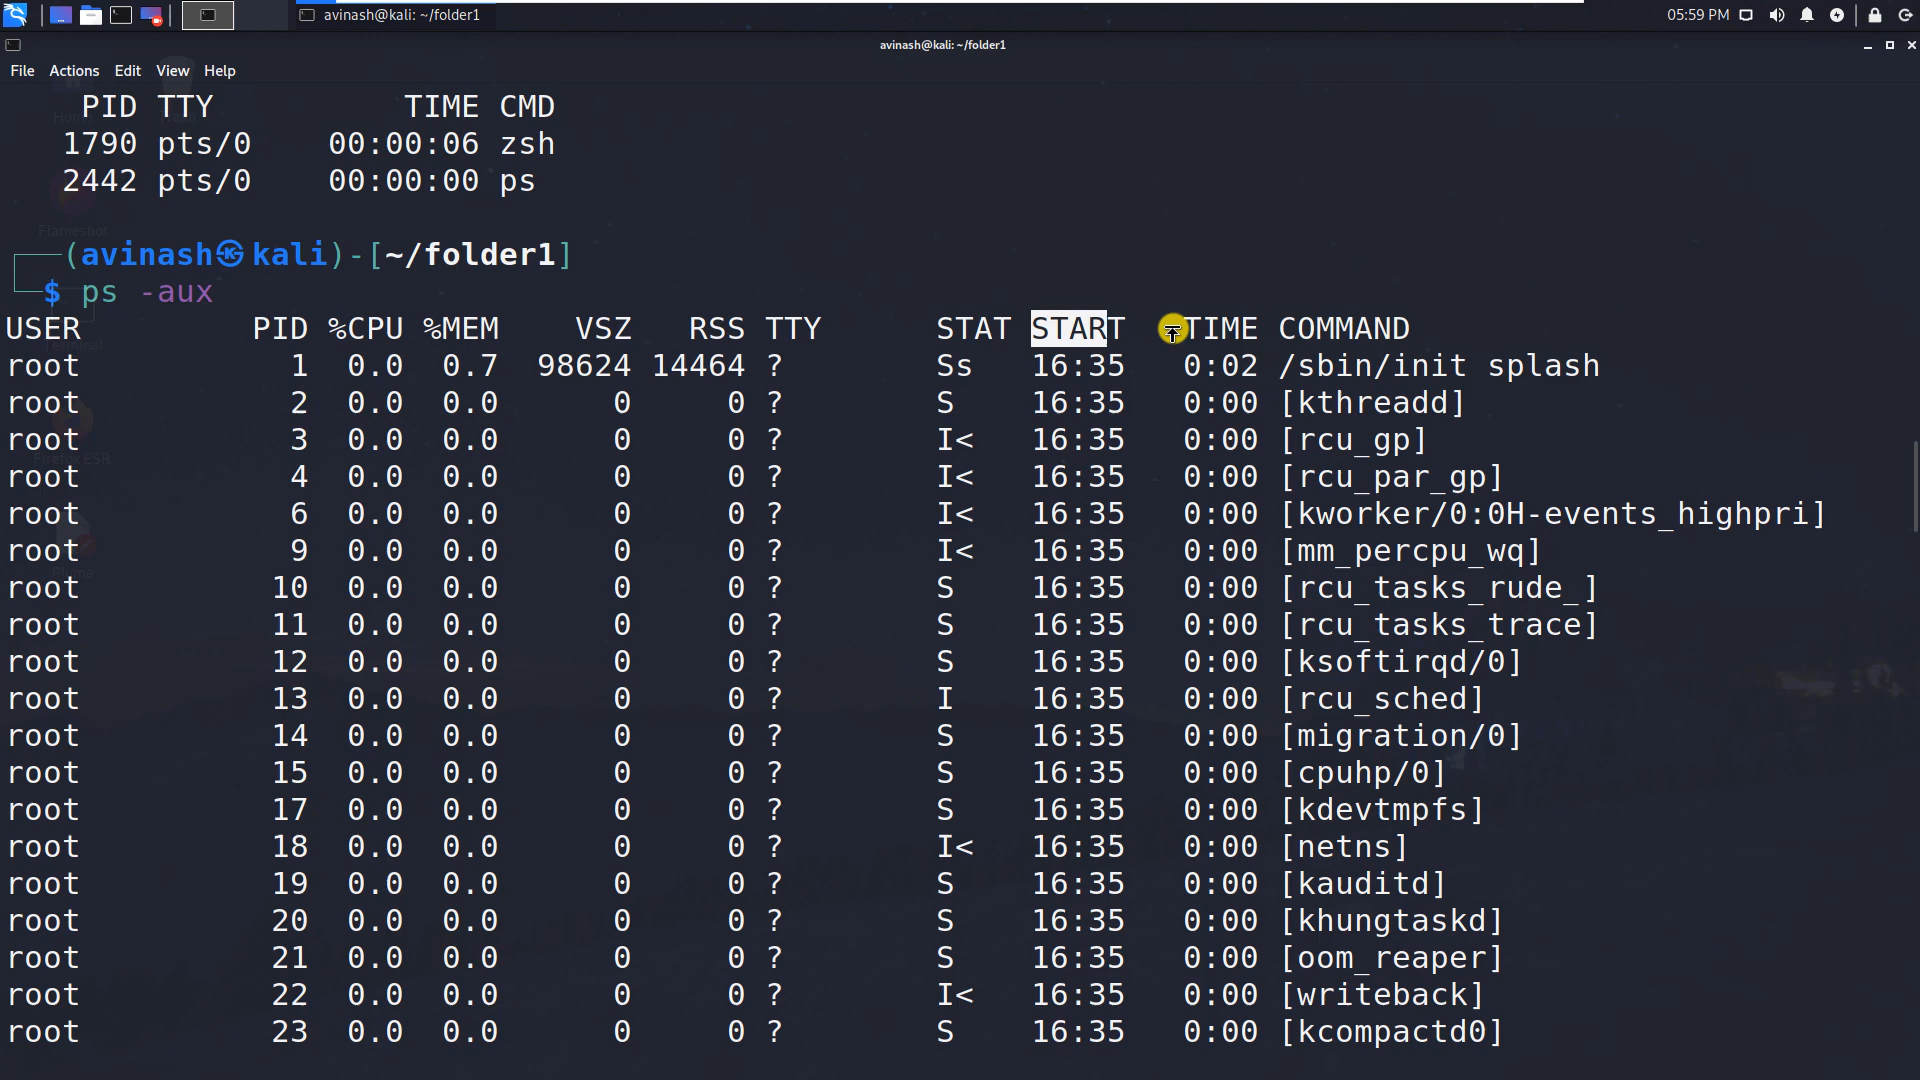 avinash@kali: ~/folder1
05:59 PM
avinash@kali: ~/folder1
File Actions Edit View Help
PID TTY TIME CMD
1790 pts/0 00:00:06 zsh
2442 pts/0 00:00:00 ps
(avinash㉿kali)-[~/folder1]
$ ps -aux
USER PID %CPU %MEM VSZ RSS TTY STAT START TIME COMMAND
root 1 0.0 0.7 98624 14464 ? Ss 16:35 0:02 /sbin/init splash
root 2 0.0 0.0 0 0 ? S 16:35 0:00 [kthreadd]
root 3 0.0 0.0 0 0 ? I< 16:35 0:00 [rcu_gp]
root 4 0.0 0.0 0 0 ? I< 16:35 0:00 [rcu_par_gp]
root 6 0.0 0.0 0 0 ? I< 16:35 0:00 [kworker/0:0H-events_highpri]
root 9 0.0 0.0 0 0 ? I< 16:35 0:00 [mm_percpu_wq]
root 10 0.0 0.0 0 0 ? S 16:35 0:00 [rcu_tasks_rude_]
root 11 0.0 0.0 0 0 ? S 16:35 0:00 [rcu_tasks_trace]
root 12 0.0 0.0 0 0 ? S 16:35 0:00 [ksoftirqd/0]
root 13 0.0 0.0 0 0 ? I 16:35 0:00 [rcu_sched]
root 14 0.0 0.0 0 0 ? S 16:35 0:00 [migration/0]
root 15 0.0 0.0 0 0 ? S 16:35 0:00 [cpuhp/0]
root 17 0.0 0.0 0 0 ? S 16:35 0:00 [kdevtmpfs]
root 18 0.0 0.0 0 0 ? I< 16:35 0:00 [netns]
root 19 0.0 0.0 0 0 ? S 16:35 0:00 [kauditd]
root 20 0.0 0.0 0 0 ? S 16:35 0:00 [khungtaskd]
root 21 0.0 0.0 0 0 ? S 16:35 0:00 [oom_reaper]
root 22 0.0 0.0 0 0 ? I< 16:35 0:00 [writeback]
root 23 0.0 0.0 0 0 ? S 16:35 0:00 [kcompactd0]